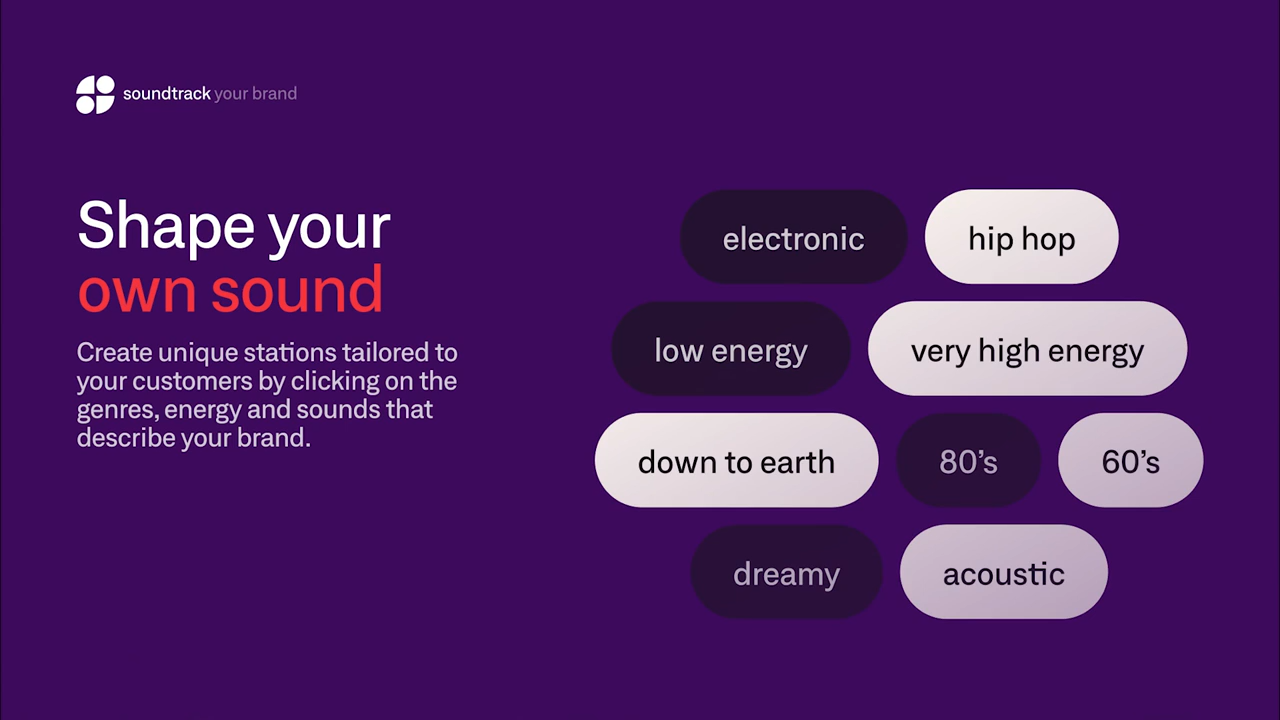 soundtrack your brand
Shape your
own sound
Create unique stations tailored to
your customers by clicking on the
genres, energy and sounds that
describe your brand.
electronic
hip hop
low energy
very high energy
down to earth
80’s
60’s
dreamy
acoustic